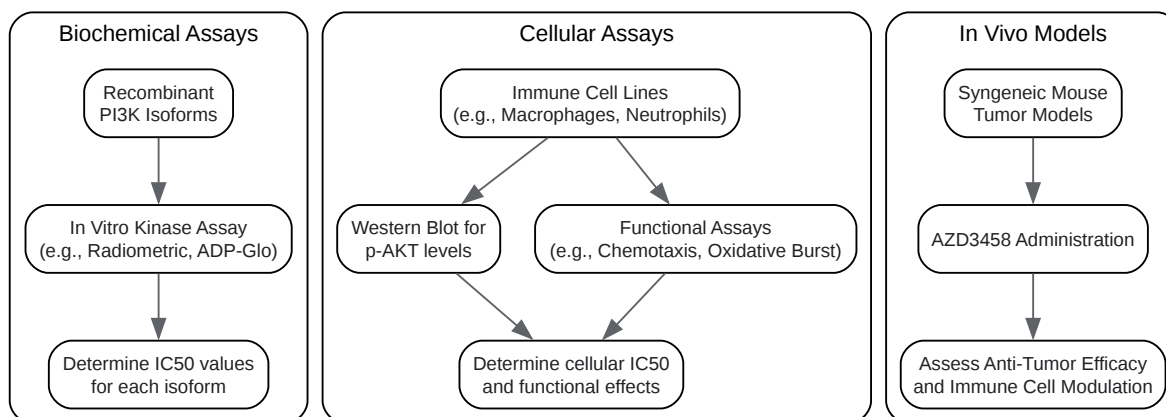 Biochemical Assays
Recombinant
PI3K Isoforms
In Vitro Kinase Assay
(e.g., Radiometric, ADP-Glo)
Determine IC50 values
for each isoform
Cellular Assays
Immune Cell Lines
(e.g., Macrophages, Neutrophils)
Western Blot for
p-AKT levels
Functional Assays
(e.g., Chemotaxis, Oxidative Burst)
Determine cellular IC50
and functional effects
In Vivo Models
Syngeneic Mouse
Tumor Models
AZD3458 Administration
Assess Anti-Tumor Efficacy
and Immune Cell Modulation